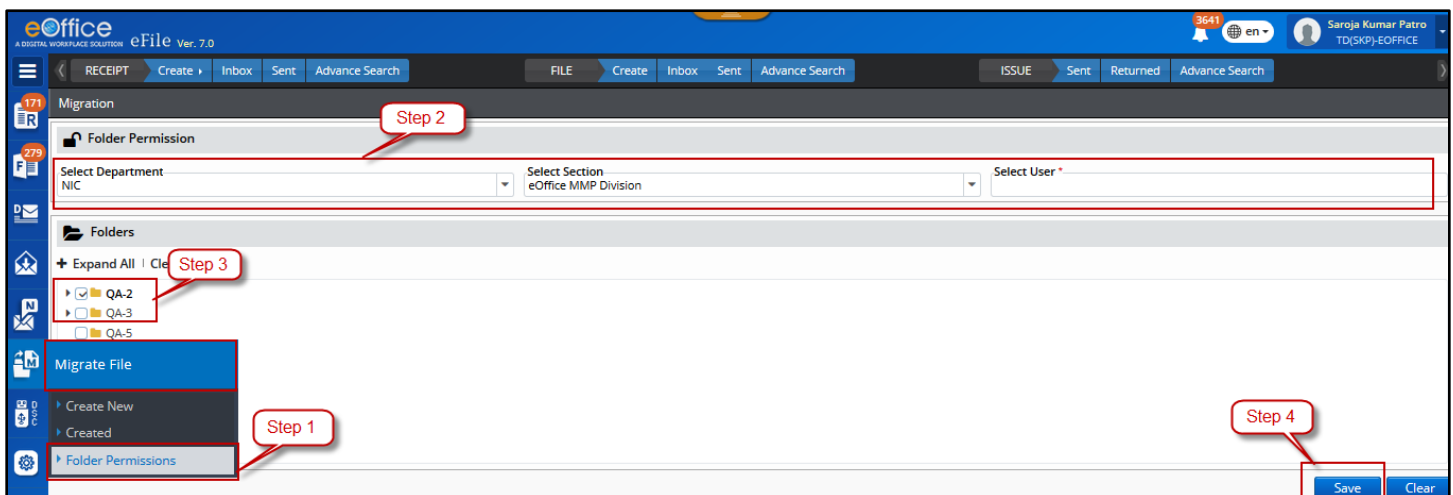 eOffice
A DIGITAL WORKPLACE SOLUTION eFile Ver. 7.0
3641
en
Saroja Kumar Patro
TD(SKP)-EOFFICE
RECEIPT Create Inbox Sent Advance Search FILE Create Inbox Sent Advance Search ISSUE Sent Returned Advance Search
171
R
Migration
Step 2
Folder Permission
279
F
Select Department Select Section Select User *
NIC eOffice MMP Division
D
Folders
+ Expand All | Cle
Step 3
QA-2
N
QA-3
QA-5
M
Migrate File
DSC
Create New
Created
Step 1
Step 4
Folder Permissions
Save Clear